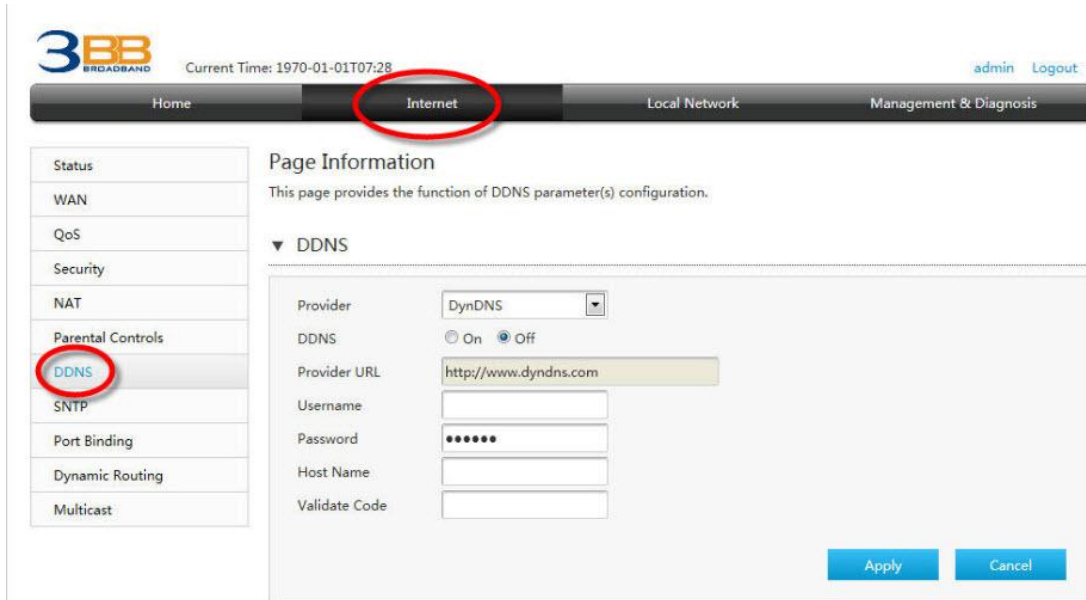 3BB
BROADBAND
Current Time: 1970-01-01T07:28
admin Logout
Home Internet Local Network Management & Diagnosis
Status
WAN
QoS
Security
NAT
Parental Controls
DDNS
SNTP
Port Binding
Dynamic Routing
Multicast
Page Information
This page provides the function of DDNS parameter(s) configuration.
DDNS
Provider DynDNS
DDNS On Off
Provider URL http://www.dyndns.com
Username
Password ••••••
Host Name
Validate Code
Apply Cancel